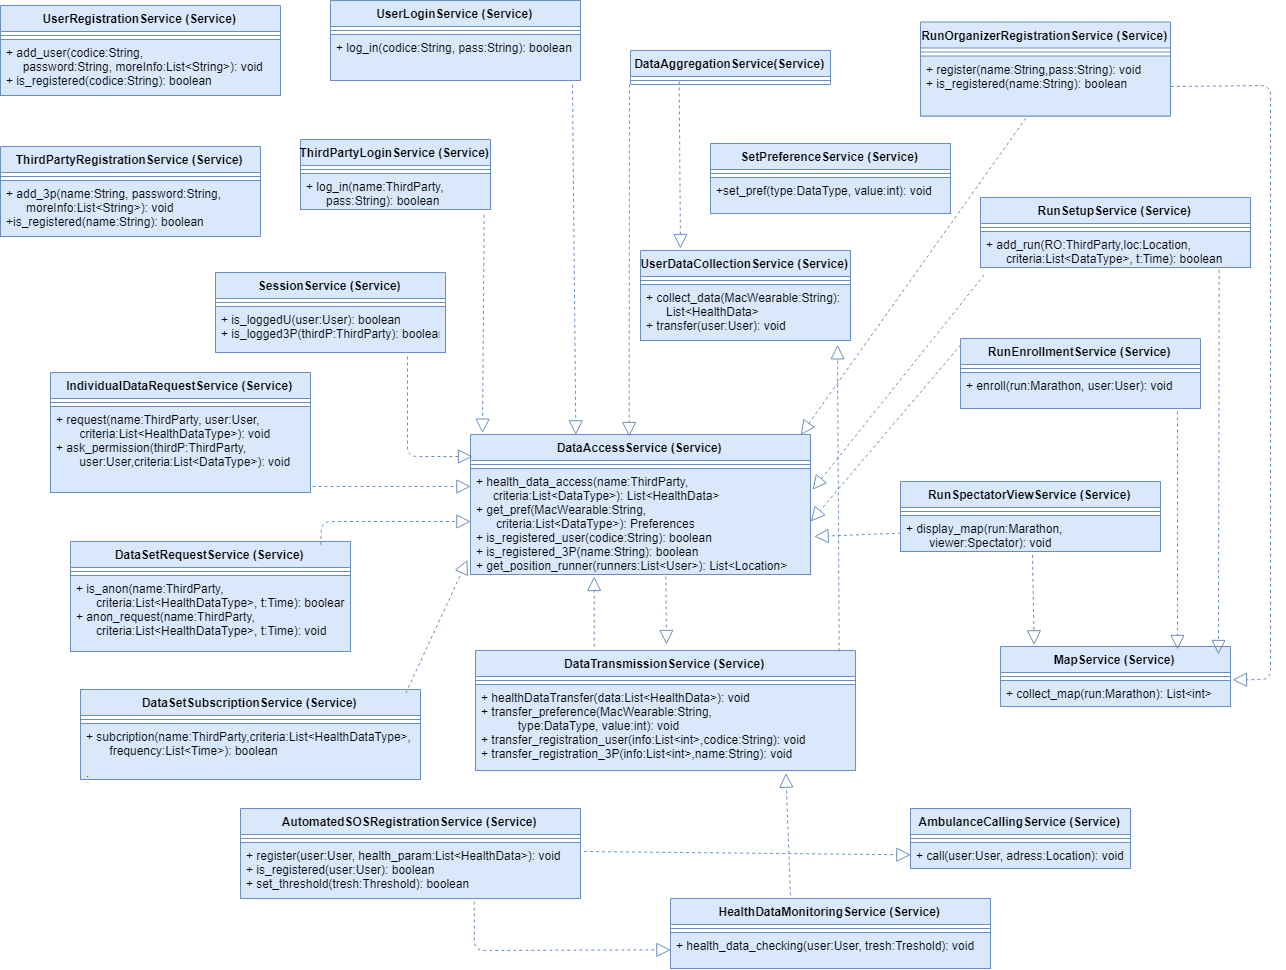 UserRegistrationService (Service)
+ add_user(codice:String,
password:String, moreInfo:List<String>): void
+ is_registered(codice:String): boolean
UserLoginService (Service)
+ log_in(codice:String, pass:String): boolean
DataAggregationService(Service)
RunOrganizerRegistrationService (Service)
+ register(name:String,pass:String): void
+ is_registered(name:String): boolean
ThirdPartyRegistrationService (Service)
+ add_3p(name:String, password:String,
moreInfo:List<String>): void
+is_registered(name:String): boolean
ThirdPartyLoginService (Service)
+ log_in(name:ThirdParty,
pass:String): boolean
SetPreferenceService (Service)
+set_pref(type:DataType, value:int): void
RunSetupService (Service)
+ add_run(RO:ThirdParty,loc:Location,
criteria:List<DataType>, t:Time): boolean
UserDataCollectionService (Service)
+ collect_data(MacWearable:String):
List<HealthData>
+ transfer(user:User): void
SessionService (Service)
+ is_loggedU(user:User): boolean
+ is_logged3P(thirdP:ThirdParty): boolea
RunEnrollmentService (Service)
+ enroll(run:Marathon, user:User): void
IndividualDataRequestService (Service)
+ request(name:ThirdParty, user:User,
criteria:List<HealthDataType>): void
+ ask_permission(thirdP:ThirdParty,
user:User,criteria:List<DataType>): void
DataAccessService (Service)
+ health_data_access(name:ThirdParty,
criteria:List<DataType>): List<HealthData>
+ get_pref(MacWearable:String,
criteria:List<DataType>): Preferences
+ is_registered_user(codice:String): boolean
+ is_registered_3P(name:String): boolean
+ get_position_runner(runners:List<User>): List<Location>
RunSpectatorViewService (Service)
+ display_map(run:Marathon,
viewer:Spectator): void
DataSetRequestService (Service)
+ is_anon(name:ThirdParty,
criteria:List<HealthDataType>, t:Time): boolear
+ anon_request(name:ThirdParty,
criteria:List<HealthDataType>, t:Time): void
DataTransmissionService (Service)
+ healthDataTransfer(data:List<HealthData>): void
+ transfer_preference(MacWearable:String,
type:DataType, value:int): void
+ transfer_registration_user(info:List<int>,codice:String): void
+ transfer_registration_3P(info:List<int>,name:String): void
MapService (Service)
+ collect_map(run:Marathon): List<int>
DataSetSubscriptionService (Service)
+ subcription(name:ThirdParty,criteria:List<HealthDataType>,
frequency:List<Time>): boolean
.
AutomatedSOSRegistrationService (Service)
+ register(user:User, health_param:List<HealthData>): void
+ is_registered(user:User): boolean
+ set_threshold(tresh:Threshold): boolean
AmbulanceCallingService (Service)
+ call(user:User, adress:Location): void
HealthDataMonitoringService (Service)
+ health_data_checking(user:User, tresh:Treshold): void